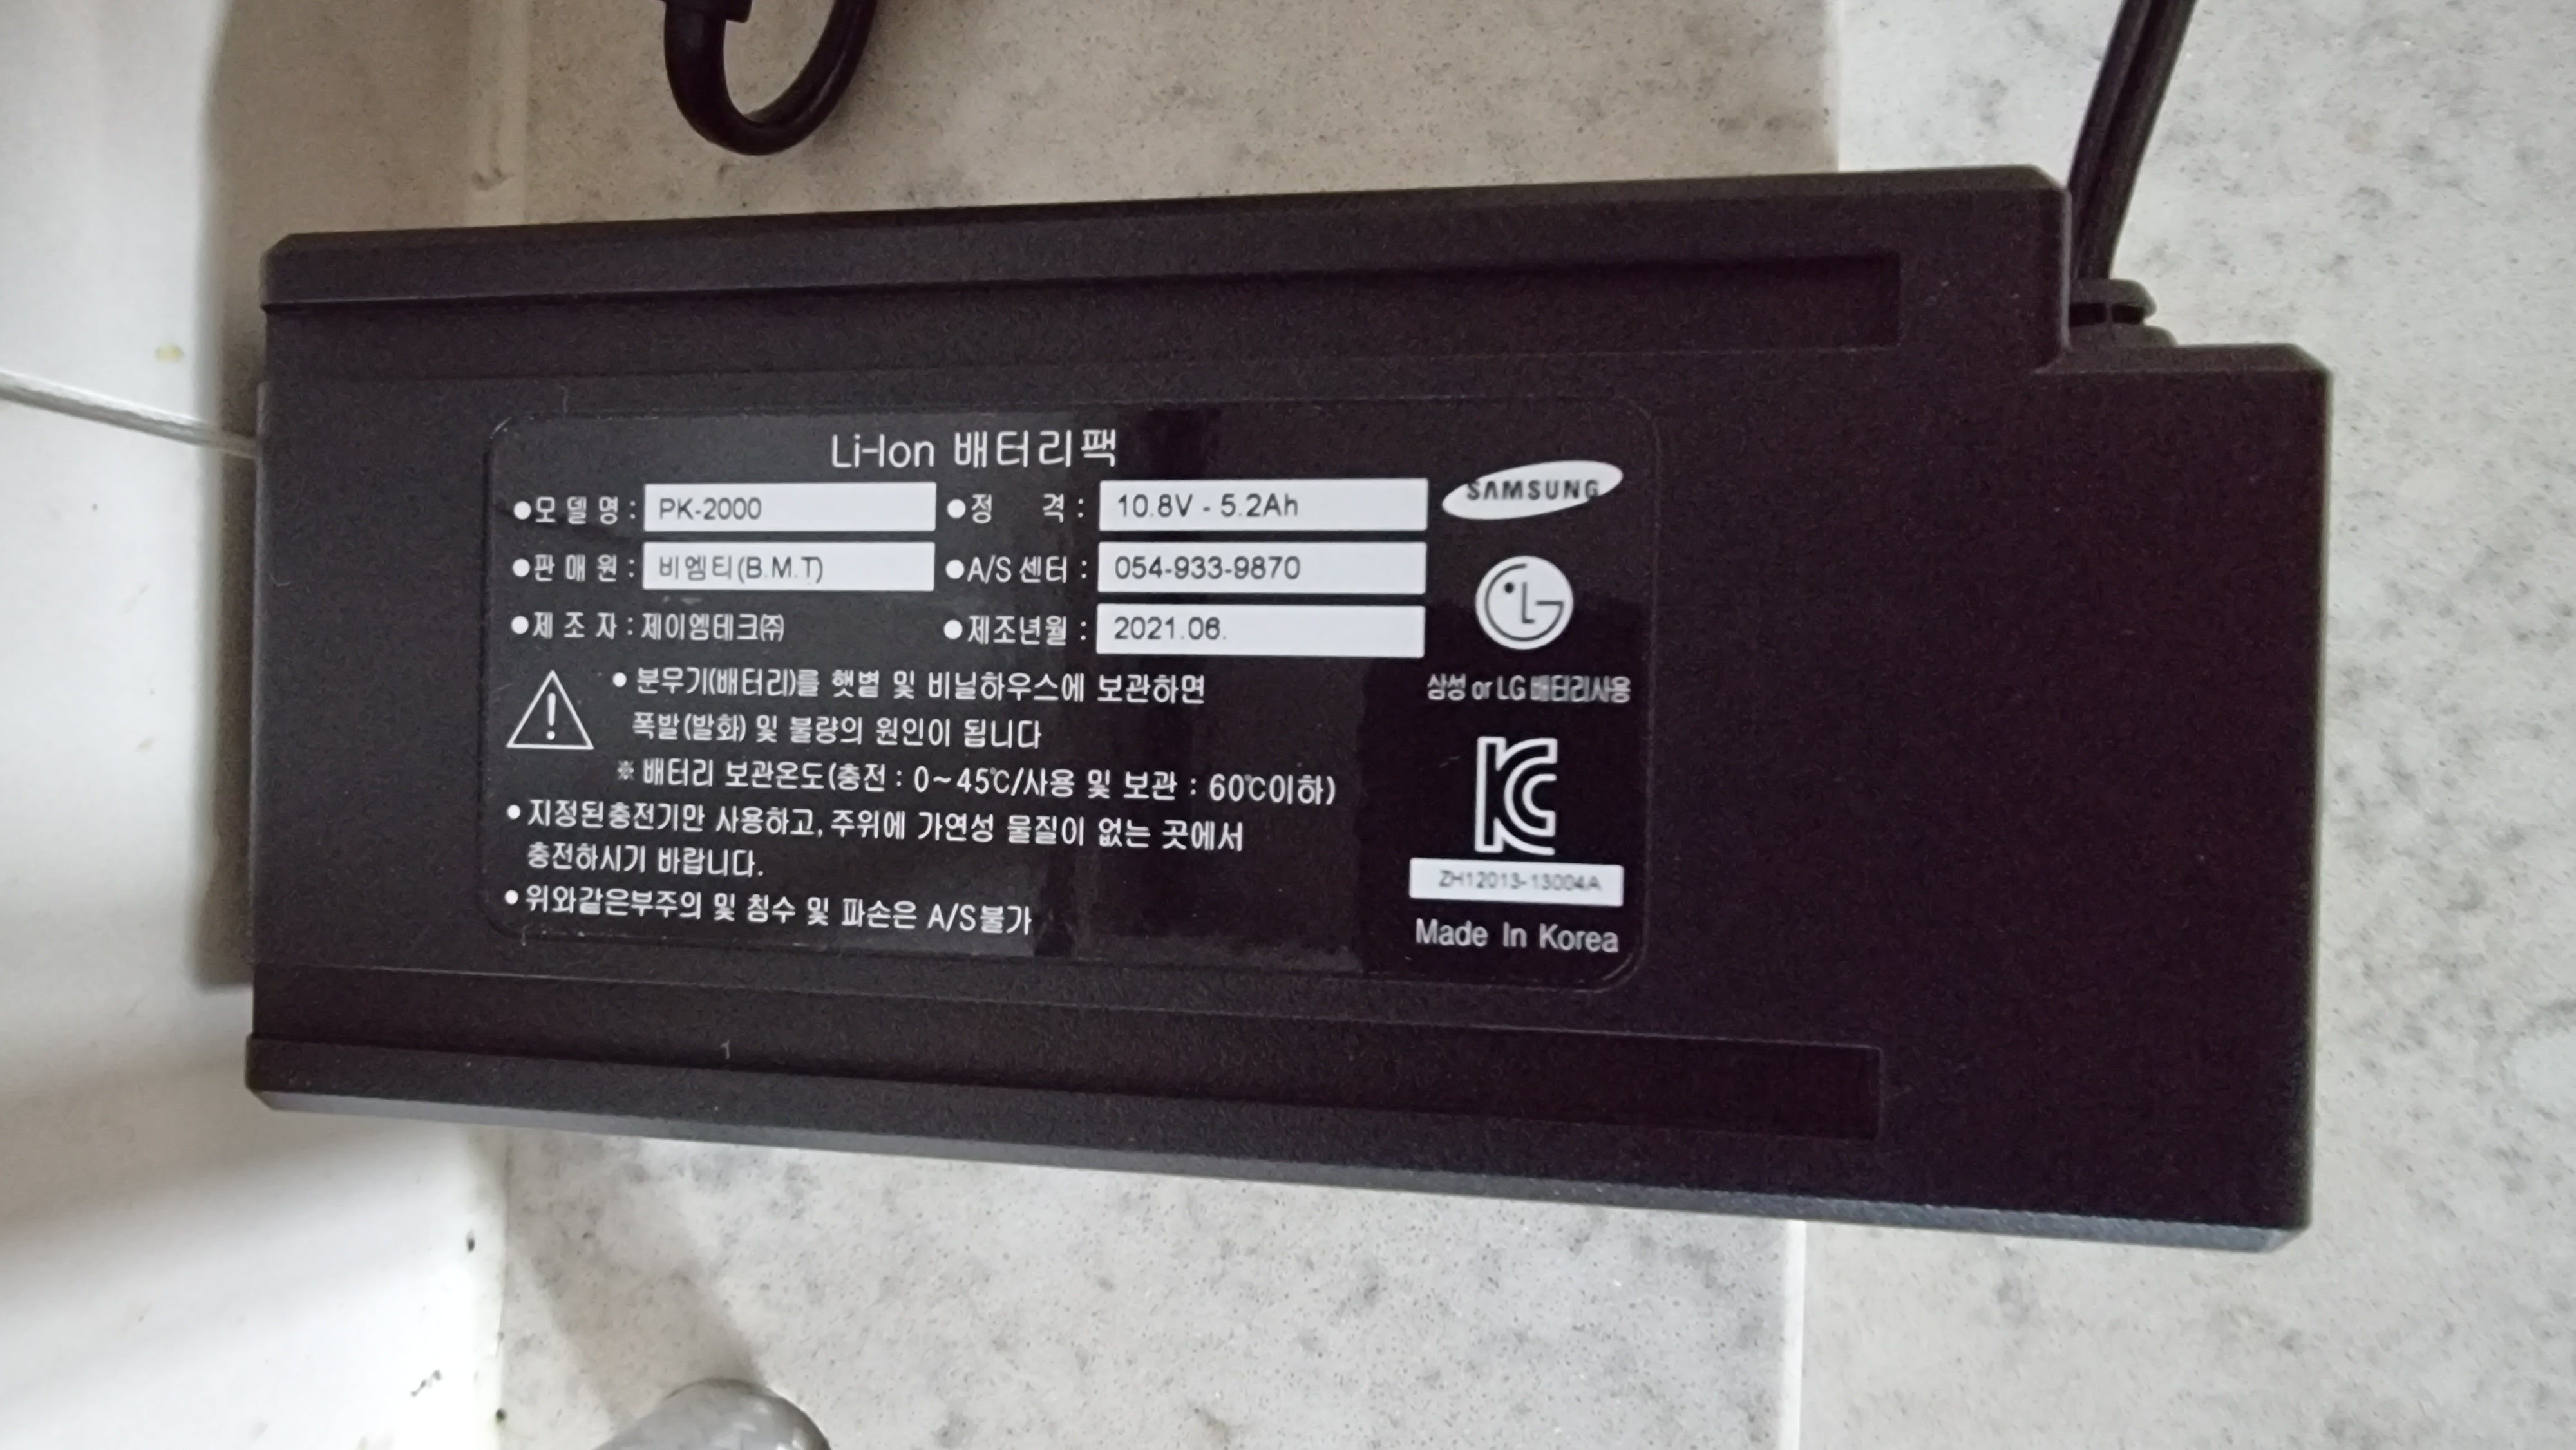 Li-Ion 배터리팩
●모 델 명 : PK-2000 ●정 격 : 10.8V - 5.2Ah
●판 매 원 : 비엠티(B.M.T) ●A/S 센터 : 054-933-9870
●제 조 자 : 제이엠테크㈜ ●제조년월 : 2021.06.
SAMSUNG
LG
삼성 or LG 배터리사용
● 분무기(배터리)를 햇볕 및 비닐하우스에 보관하면
폭발(발화) 및 불량의 원인이 됩니다
※ 배터리 보관온도(충전 : 0~45℃/사용 및 보관 : 60℃이하)
● 지정된충전기만 사용하고, 주위에 가연성 물질이 없는 곳에서
충전하시기 바랍니다.
● 위와같은부주의 및 침수 및 파손은 A/S불가
KC
ZH12013-13004A
Made In Korea